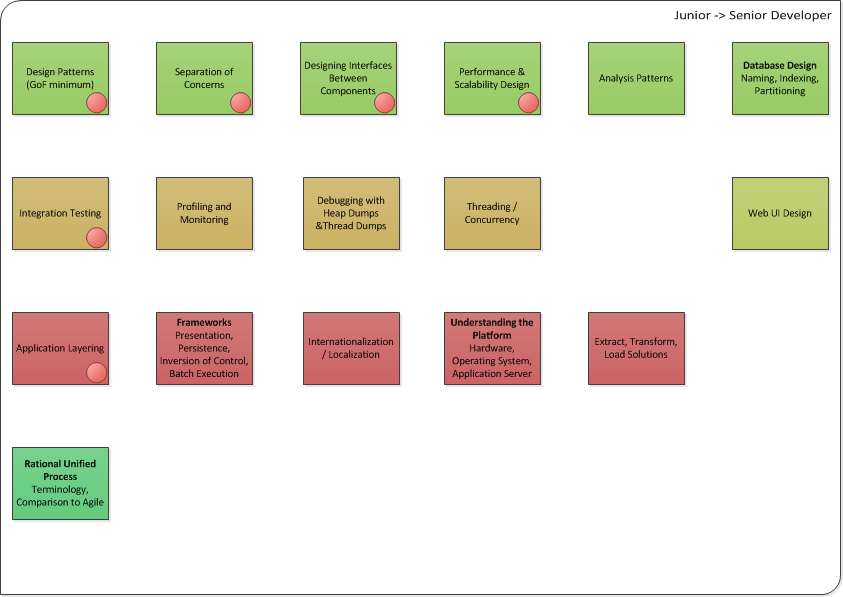 Junior -> Senior Developer
Design Patterns
(GoF minimum)
Separation of
Concerns
Designing Interfaces
Between
Components
Performance &
Scalability Design
Analysis Patterns
Database Design
Naming, Indexing,
Partitioning
Integration Testing
Profiling and
Monitoring
Debugging with
Heap Dumps
&Thread Dumps
Threading /
Concurrency
Web UI Design
Application Layering
Frameworks
Presentation,
Persistence,
Inversion of Control,
Batch Execution
Internationalization
/ Localization
Understanding the
Platform
Hardware,
Operating System,
Application Server
Extract, Transform,
Load Solutions
Rational Unified
Process
Terminology,
Comparison to Agile